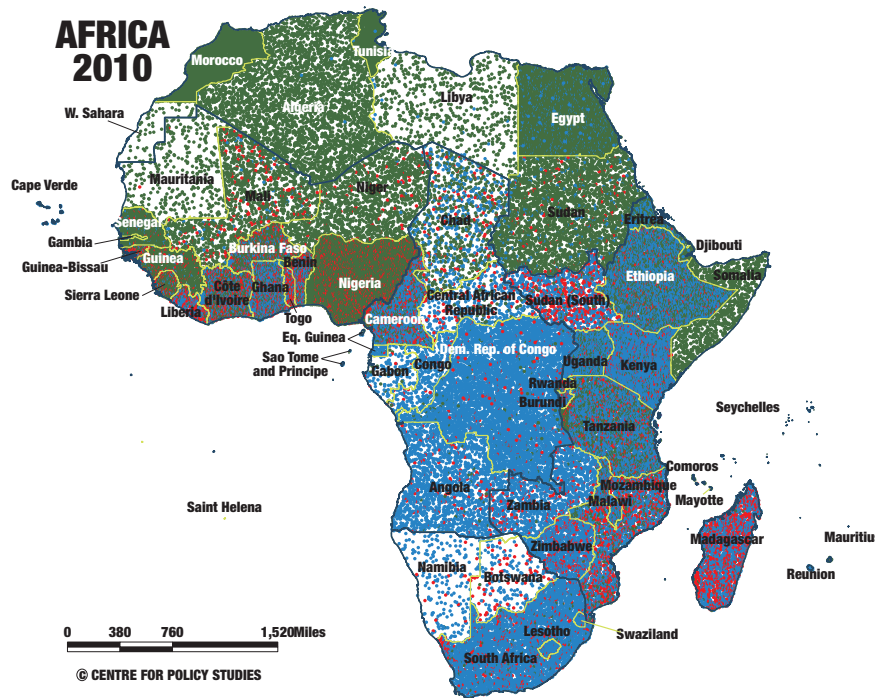 AFRICA
2010
Morocco
Tunisia
Algeria
Libya
Egypt
W. Sahara
Mauritania
Mali
Niger
Chad
Sudan
Eritrea
Cape Verde
Senegal
Gambia
Guinea-Bissau
Guinea
Burkina Faso
Benin
Nigeria
Djibouti
Ethiopia
Somalia
Sierra Leone
Côte
d'Ivoire
Ghana
Liberia
Togo
Cameroon
Central African
Republic
Sudan (South)
Eq. Guinea
Sao Tome
and Principe
Gabon
Congo
Dem. Rep. of Congo
Uganda
Kenya
Rwanda
Burundi
Tanzania
Seychelles
Comoros
Mayotte
Angola
Zambia
Malawi
Mozambique
Saint Helena
Zimbabwe
Madagascar
Mauritiu
Reunion
Namibia
Botswana
Swaziland
Lesotho
South Africa
0 380 760 1,520Miles
© CENTRE FOR POLICY STUDIES